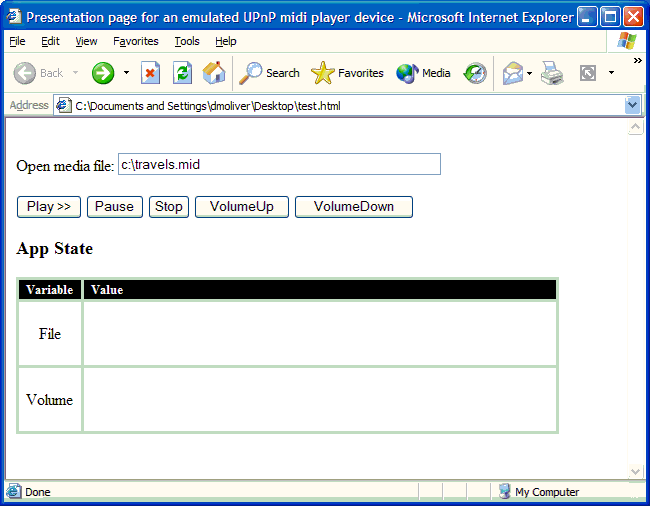 Presentation page for an emulated UPnP midi player device - Microsoft Internet Explorer
File Edit View Favorites Tools Help
Back Search Favorites Media »
Address C:\Documents and Settings\dmoliver\Desktop\test.html
Open media file: c:\travels.mid
Play >> Pause Stop VolumeUp VolumeDown
App State
Variable Value
File
Volume
Done My Computer